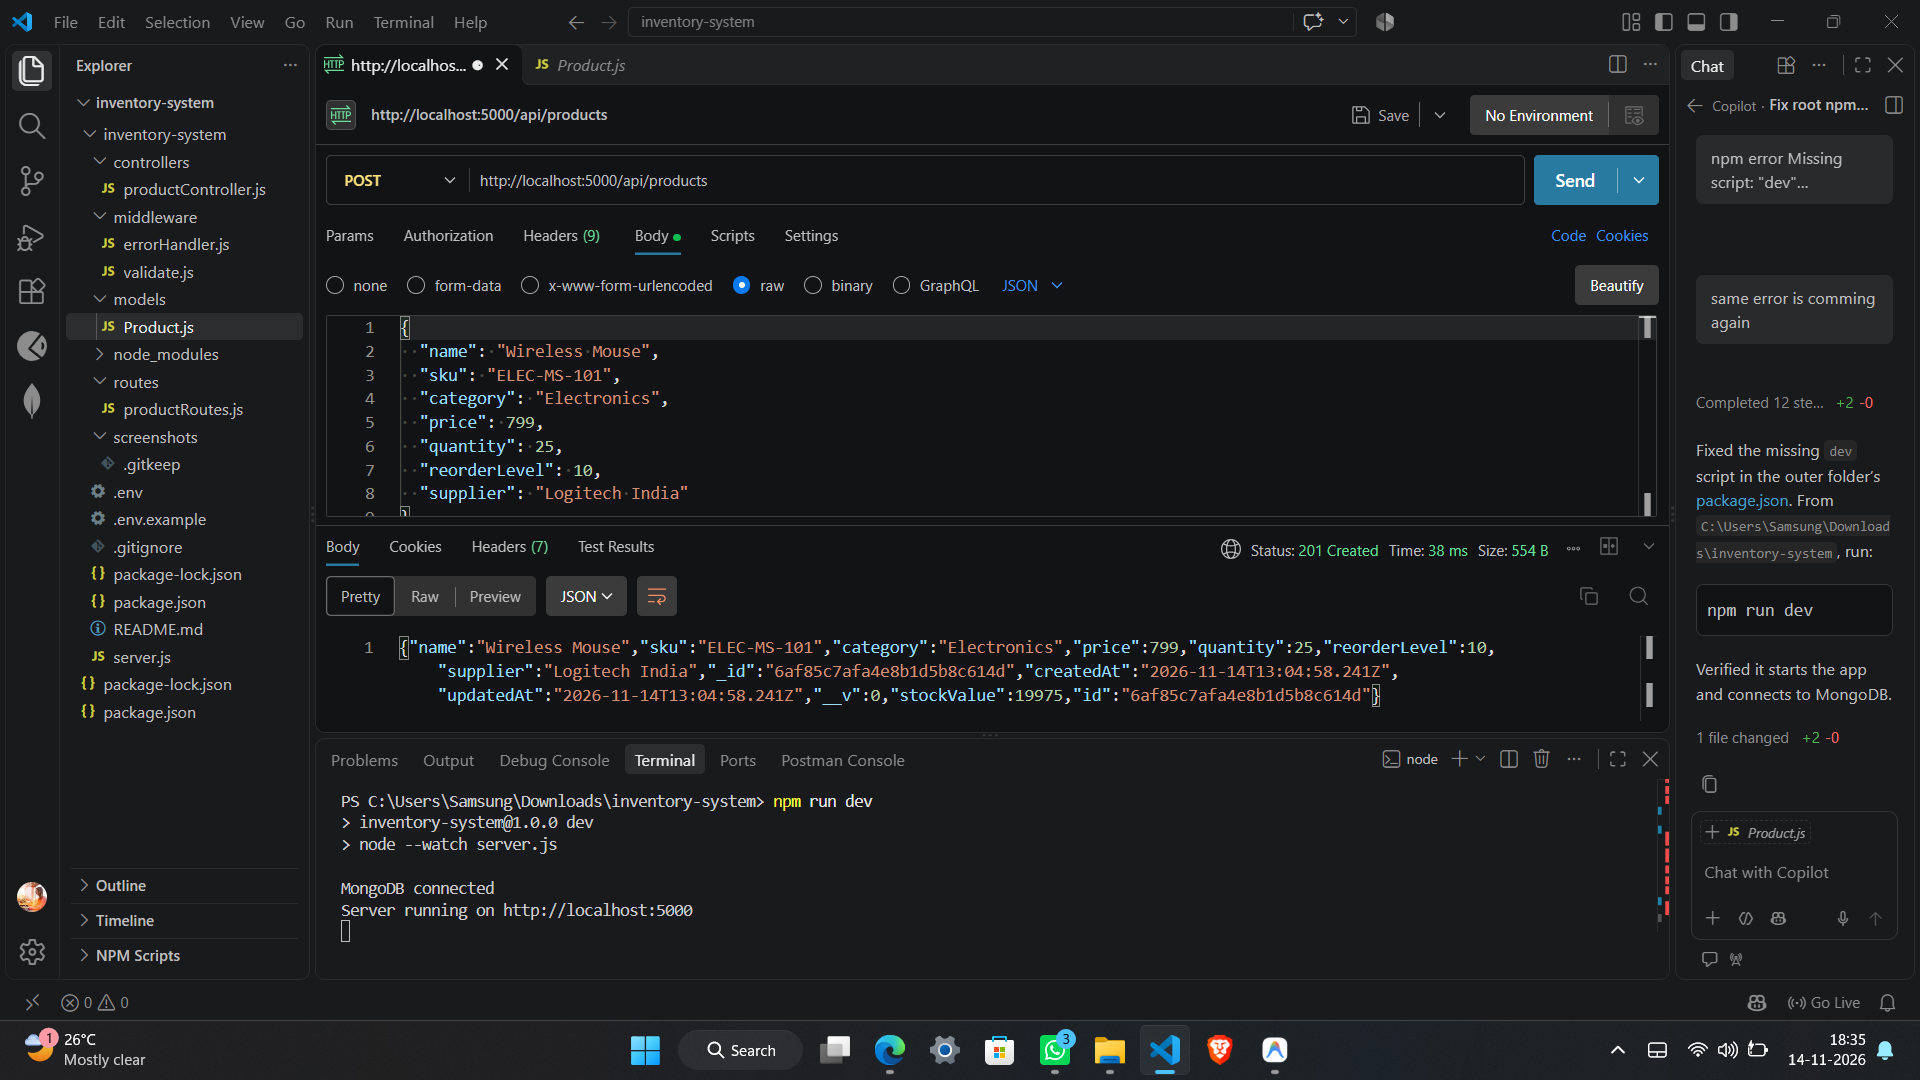 File Edit Selection View Go Run Terminal Help
inventory-system
Explorer
inventory-system
inventory-system
controllers
JS productController.js
middleware
JS errorHandler.js
JS validate.js
models
JS Product.js
node_modules
routes
JS productRoutes.js
screenshots
.gitkeep
.env
.env.example
.gitignore
{} package-lock.json
{} package.json
README.md
JS server.js
{} package-lock.json
{} package.json
Outline
Timeline
NPM Scripts
HTTP http://localhos...
JS Product.js
HTTP http://localhost:5000/api/products
Save
No Environment
POST http://localhost:5000/api/products
Send
Params Authorization Headers (9) Body Scripts Settings
Code Cookies
none form-data x-www-form-urlencoded raw binary GraphQL JSON
Beautify
1 {
2 ··"name":·"Wireless·Mouse",
3 ··"sku":·"ELEC-MS-101",
4 ··"category":·"Electronics",
5 ··"price":·799,
6 ··"quantity":·25,
7 ··"reorderLevel":·10,
8 ··"supplier":·"Logitech·India"
9 }
Body Cookies Headers (7) Test Results
Status: 201 Created Time: 38 ms Size: 554 B
Pretty Raw Preview JSON
1 {"name":"Wireless Mouse","sku":"ELEC-MS-101","category":"Electronics","price":799,"quantity":25,"reorderLevel":10,
"supplier":"Logitech India","_id":"6af85c7afa4e8b1d5b8c614d","createdAt":"2026-11-14T13:04:58.241Z",
"updatedAt":"2026-11-14T13:04:58.241Z","__v":0,"stockValue":19975,"id":"6af85c7afa4e8b1d5b8c614d"}
Problems Output Debug Console Terminal Ports Postman Console
node
PS C:\Users\Samsung\Downloads\inventory-system> npm run dev
> inventory-system@1.0.0 dev
> node --watch server.js
MongoDB connected
Server running on http://localhost:5000
Chat
Copilot · Fix root npm...
npm error Missing
script: "dev"...
same error is comming
again
Completed 12 ste... +2 -0
Fixed the missing dev
script in the outer folder's
package.json. From
C:\Users\Samsung\Download
s\inventory-system, run:
npm run dev
Verified it starts the app
and connects to MongoDB.
1 file changed +2 -0
JS Product.js
Chat with Copilot
0 0
Go Live
1
26°C
Mostly clear
Search
3
18:35
14-11-2026